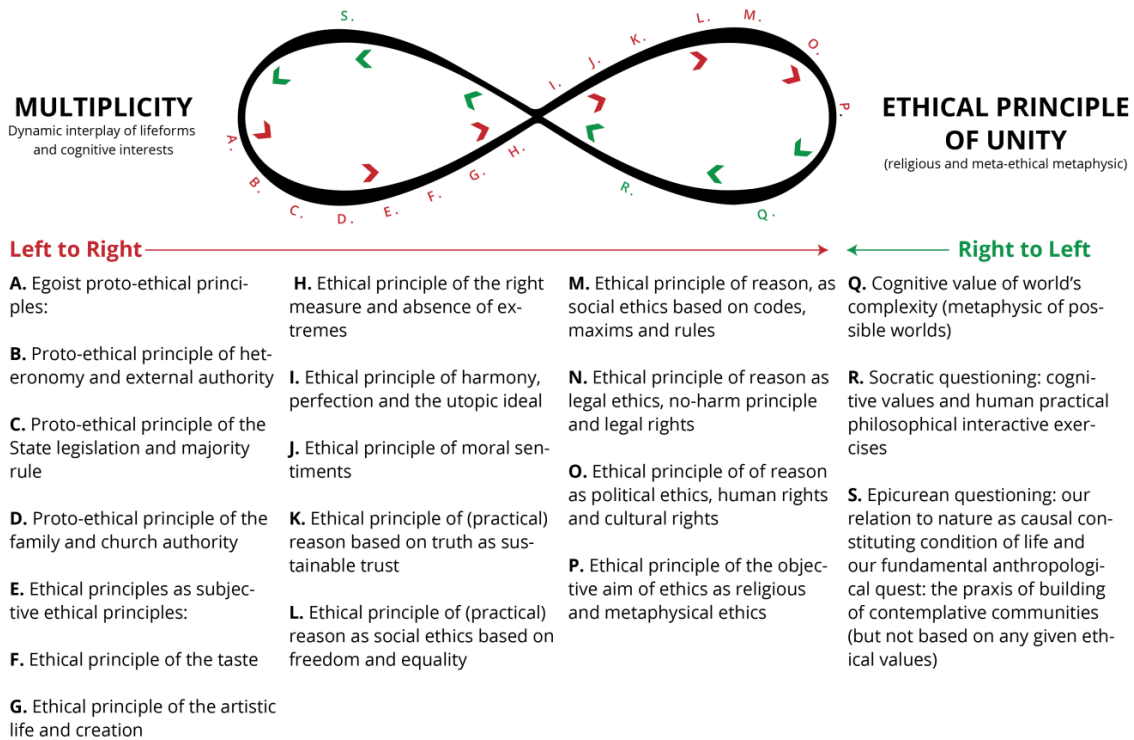 S.
L.
M.
K.
O.
J.
I.
P.
MULTIPLICITY
Dynamic interplay of lifeforms
and cognitive interests
ETHICAL PRINCIPLE
OF UNITY
(religious and meta-ethical metaphysic)
A.
H.
B.
G.
R.
F.
C.
D.
E.
Q.
Left to Right
Right to Left
A. Egoist proto-ethical princi-
ples:
B. Proto-ethical principle of het-
eronomy and external authority
C. Proto-ethical principle of the
State legislation and majority
rule
D. Proto-ethical principle of the
family and church authority
E. Ethical principles as subjec-
tive ethical principles:
F. Ethical principle of the taste
G. Ethical principle of the artistic
life and creation
H. Ethical principle of the right
measure and absence of ex-
tremes
I. Ethical principle of harmony,
perfection and the utopic ideal
J. Ethical principle of moral sen-
timents
K. Ethical principle of (practical)
reason based on truth as sus-
tainable trust
L. Ethical principle of (practical)
reason as social ethics based on
freedom and equality
M. Ethical principle of reason, as
social ethics based on codes,
maxims and rules
N. Ethical principle of reason as
legal ethics, no-harm principle
and legal rights
O. Ethical principle of of reason
as political ethics, human rights
and cultural rights
P. Ethical principle of the objec-
tive aim of ethics as religious
and metaphysical ethics
Q. Cognitive value of world's
complexity (metaphysic of pos-
sible worlds)
R. Socratic questioning: cogni-
tive values and human practical
philosophical interactive exer-
cises
S. Epicurean questioning: our
relation to nature as causal con-
stituting condition of life and
our fundamental anthropologi-
cal quest: the praxis of building
of contemplative communities
(but not based on any given eth-
ical values)